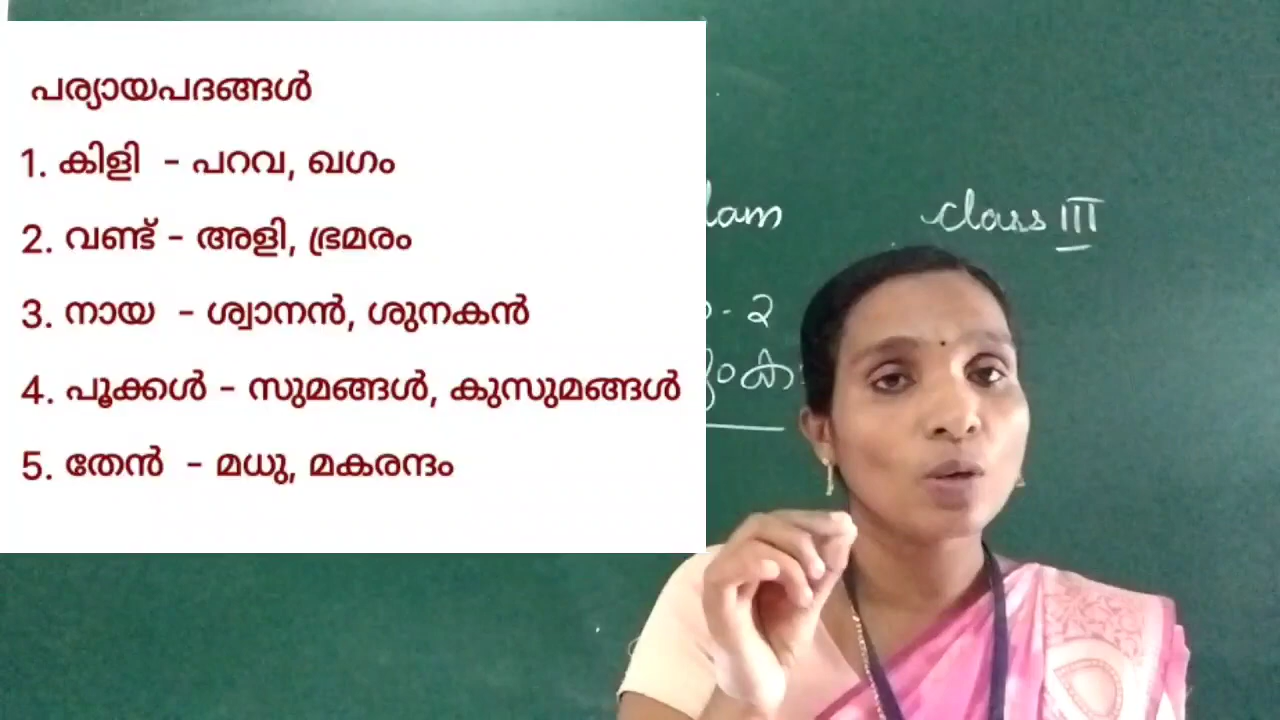 പര്യായപദങ്ങൾ
1. കിളി - പറവ, ഖഗം
2. വണ്ട് - അളി, ഭ്രമരം
3. നായ - ശ്വാനൻ, ശുനകൻ
4. പൂക്കൾ - സുമങ്ങൾ, കുസുമങ്ങൾ
5. തേൻ - മധു, മകരന്ദം
class III
- 2